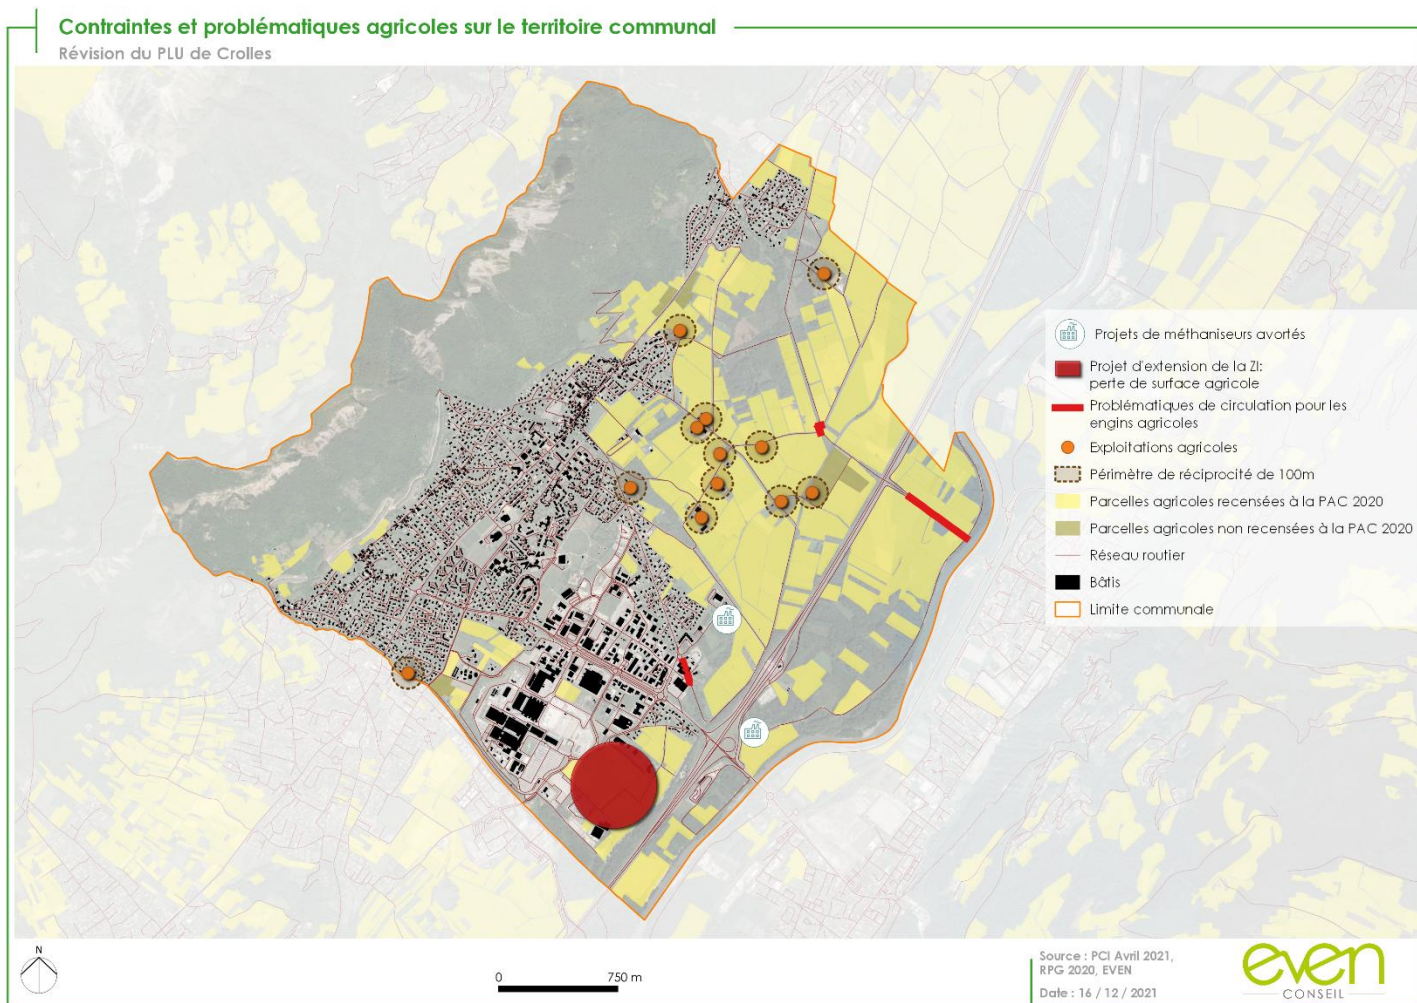 Contraintes et problématiques agricoles sur le territoire communal
Révision du PLU de Crolles
Projets de méthaniseurs avortés
Projet d'extension de la ZI:
perte de surface agricole
Problématiques de circulation pour les
engins agricoles
Exploitations agricoles
Périmètre de réciprocité de 100m
Parcelles agricoles recensées à la PAC 2020
Parcelles agricoles non recensées à la PAC 2020
Réseau routier
Bâtis
Limite communale
N
0 750 m
Source : PCI Avril 2021,
RPG 2020, EVEN
Date : 16 / 12 / 2021
even
CONSEIL